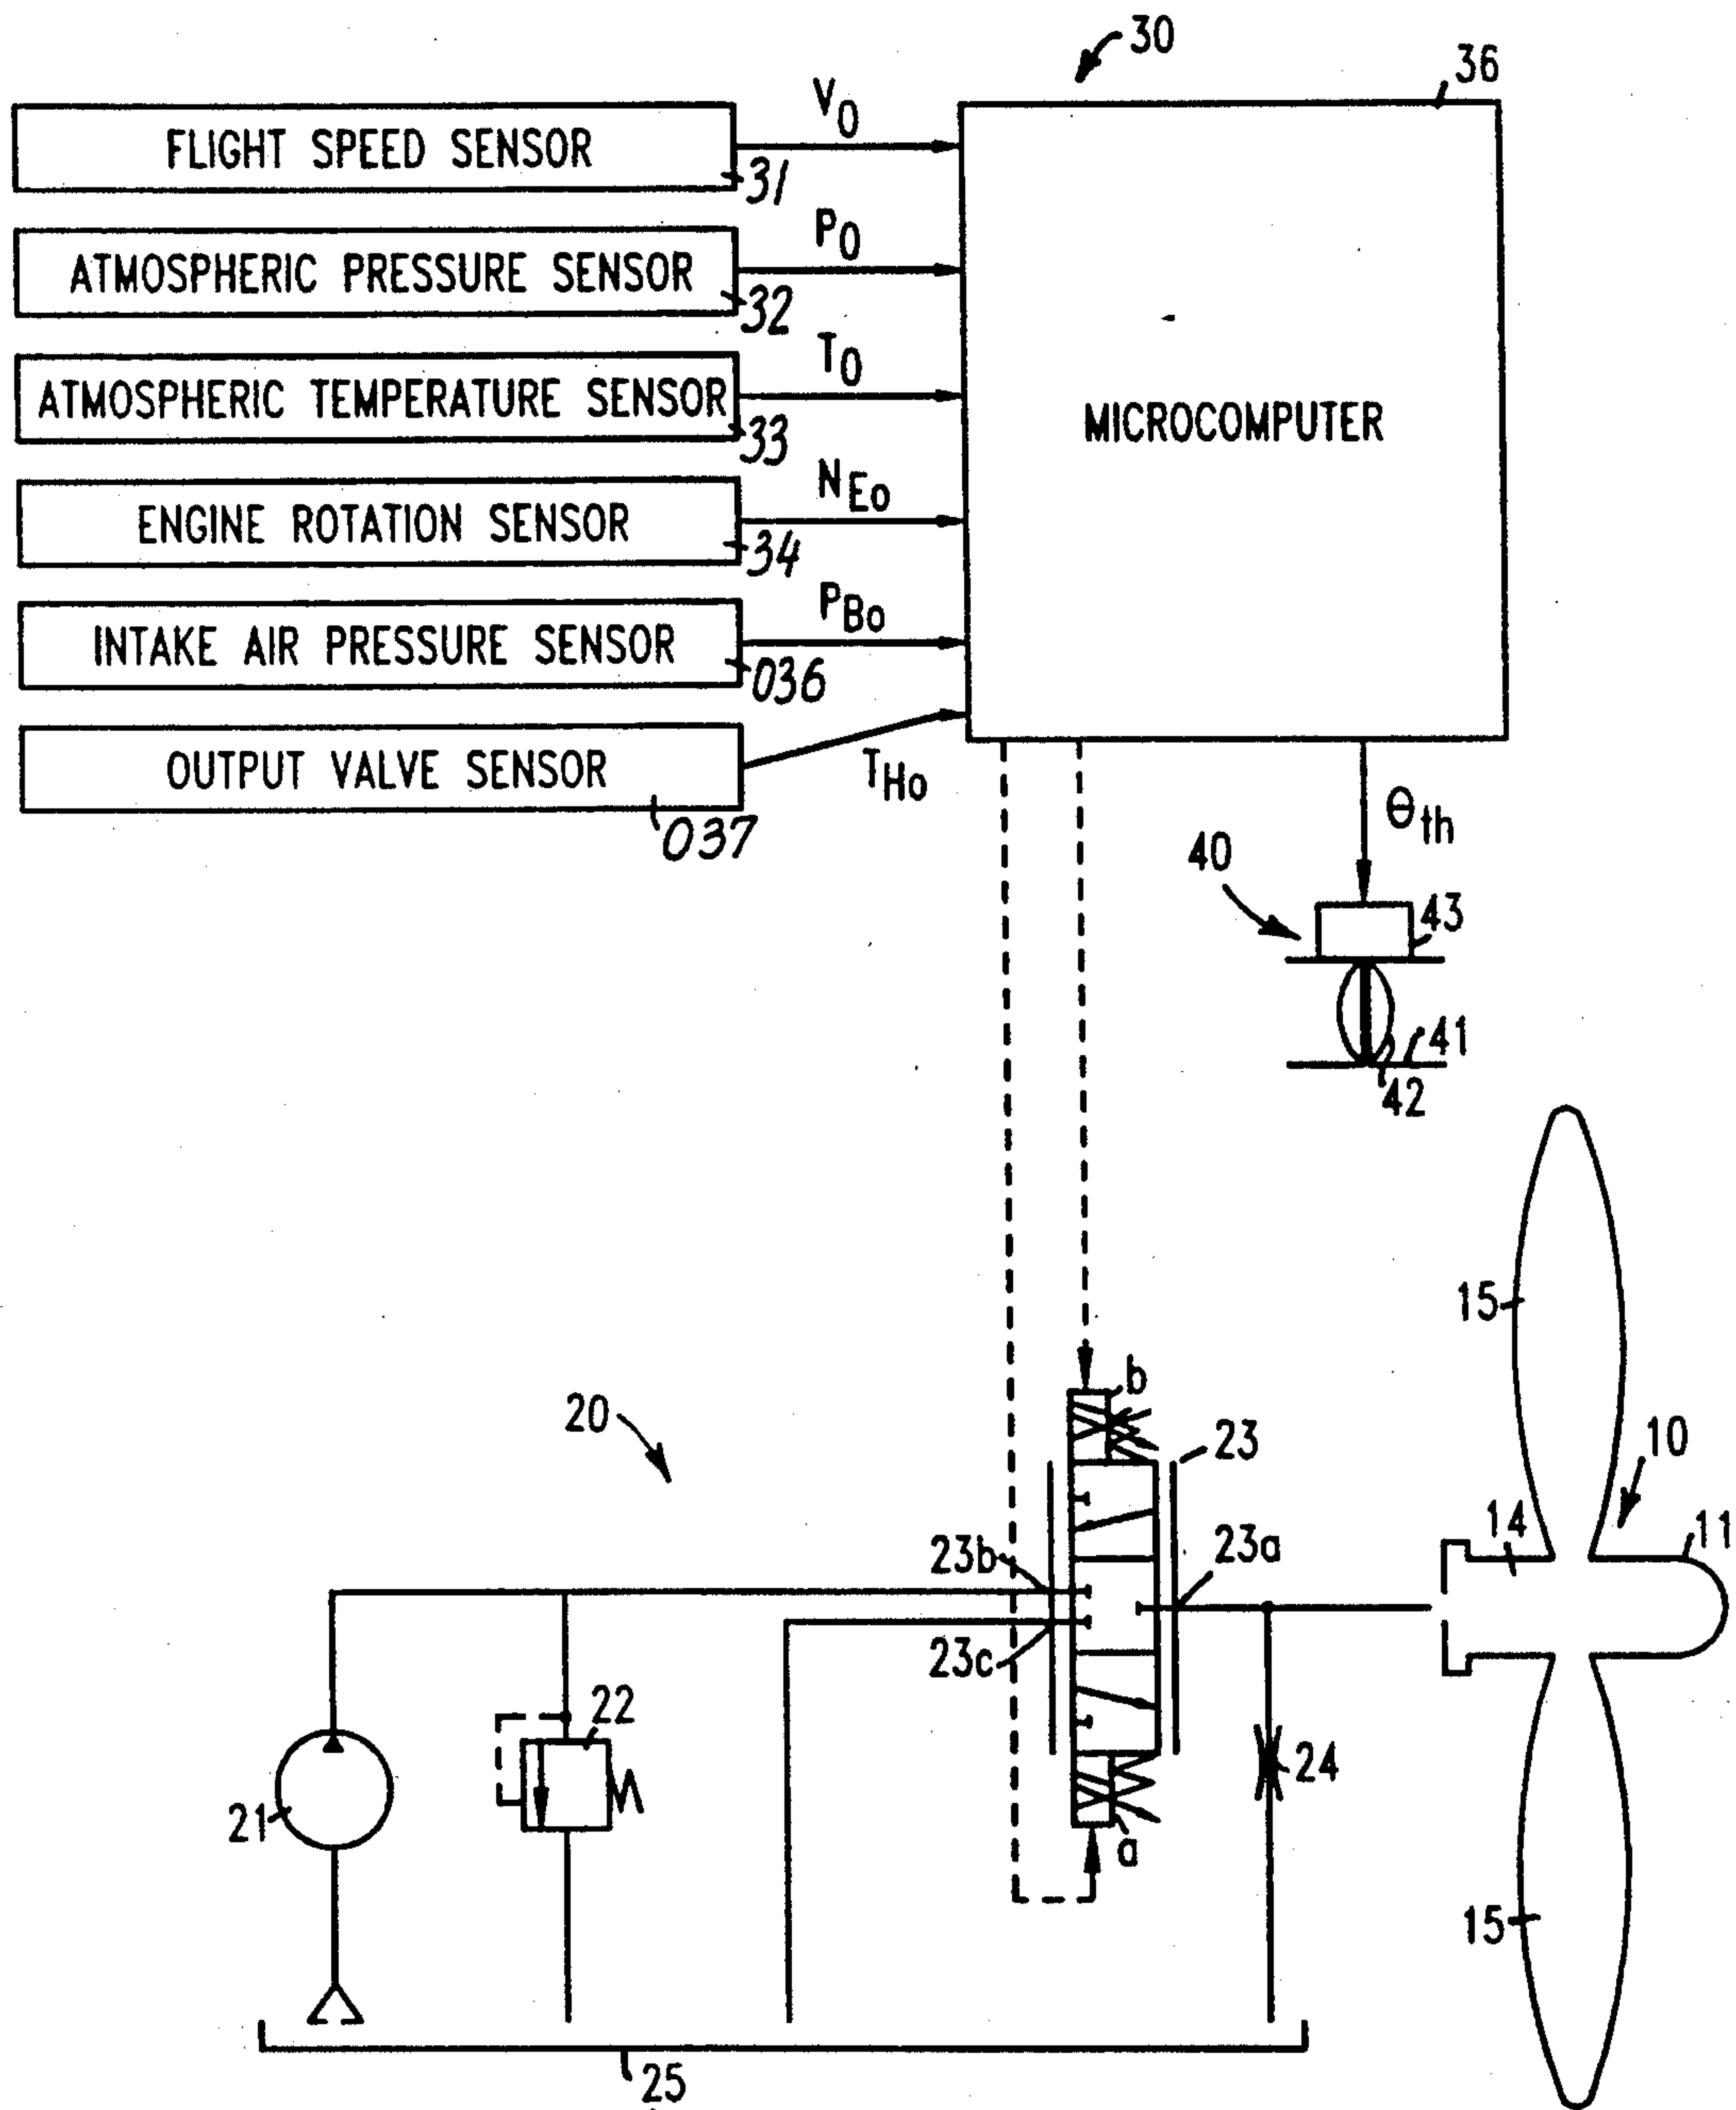 30
36
FLIGHT SPEED SENSOR
31
V0
ATMOSPHERIC PRESSURE SENSOR
32
P0
ATMOSPHERIC TEMPERATURE SENSOR
33
T0
ENGINE ROTATION SENSOR
34
NEo
INTAKE AIR PRESSURE SENSOR
036
PBo
OUTPUT VALVE SENSOR
037
THo
MICROCOMPUTER
θth
40
43
41
42
15
b
20
23
10
14
11
23b
23a
23c
22
24
21
a
15
25